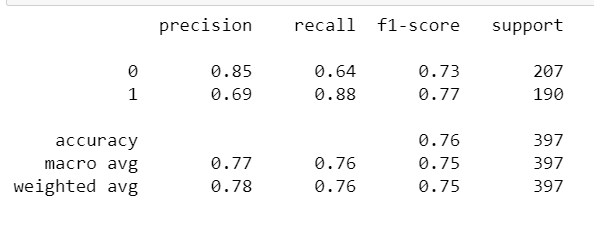 precision recall f1-score support
0 0.85 0.64 0.73 207
1 0.69 0.88 0.77 190
accuracy 0.76 397
macro avg 0.77 0.76 0.75 397
weighted avg 0.78 0.76 0.75 397